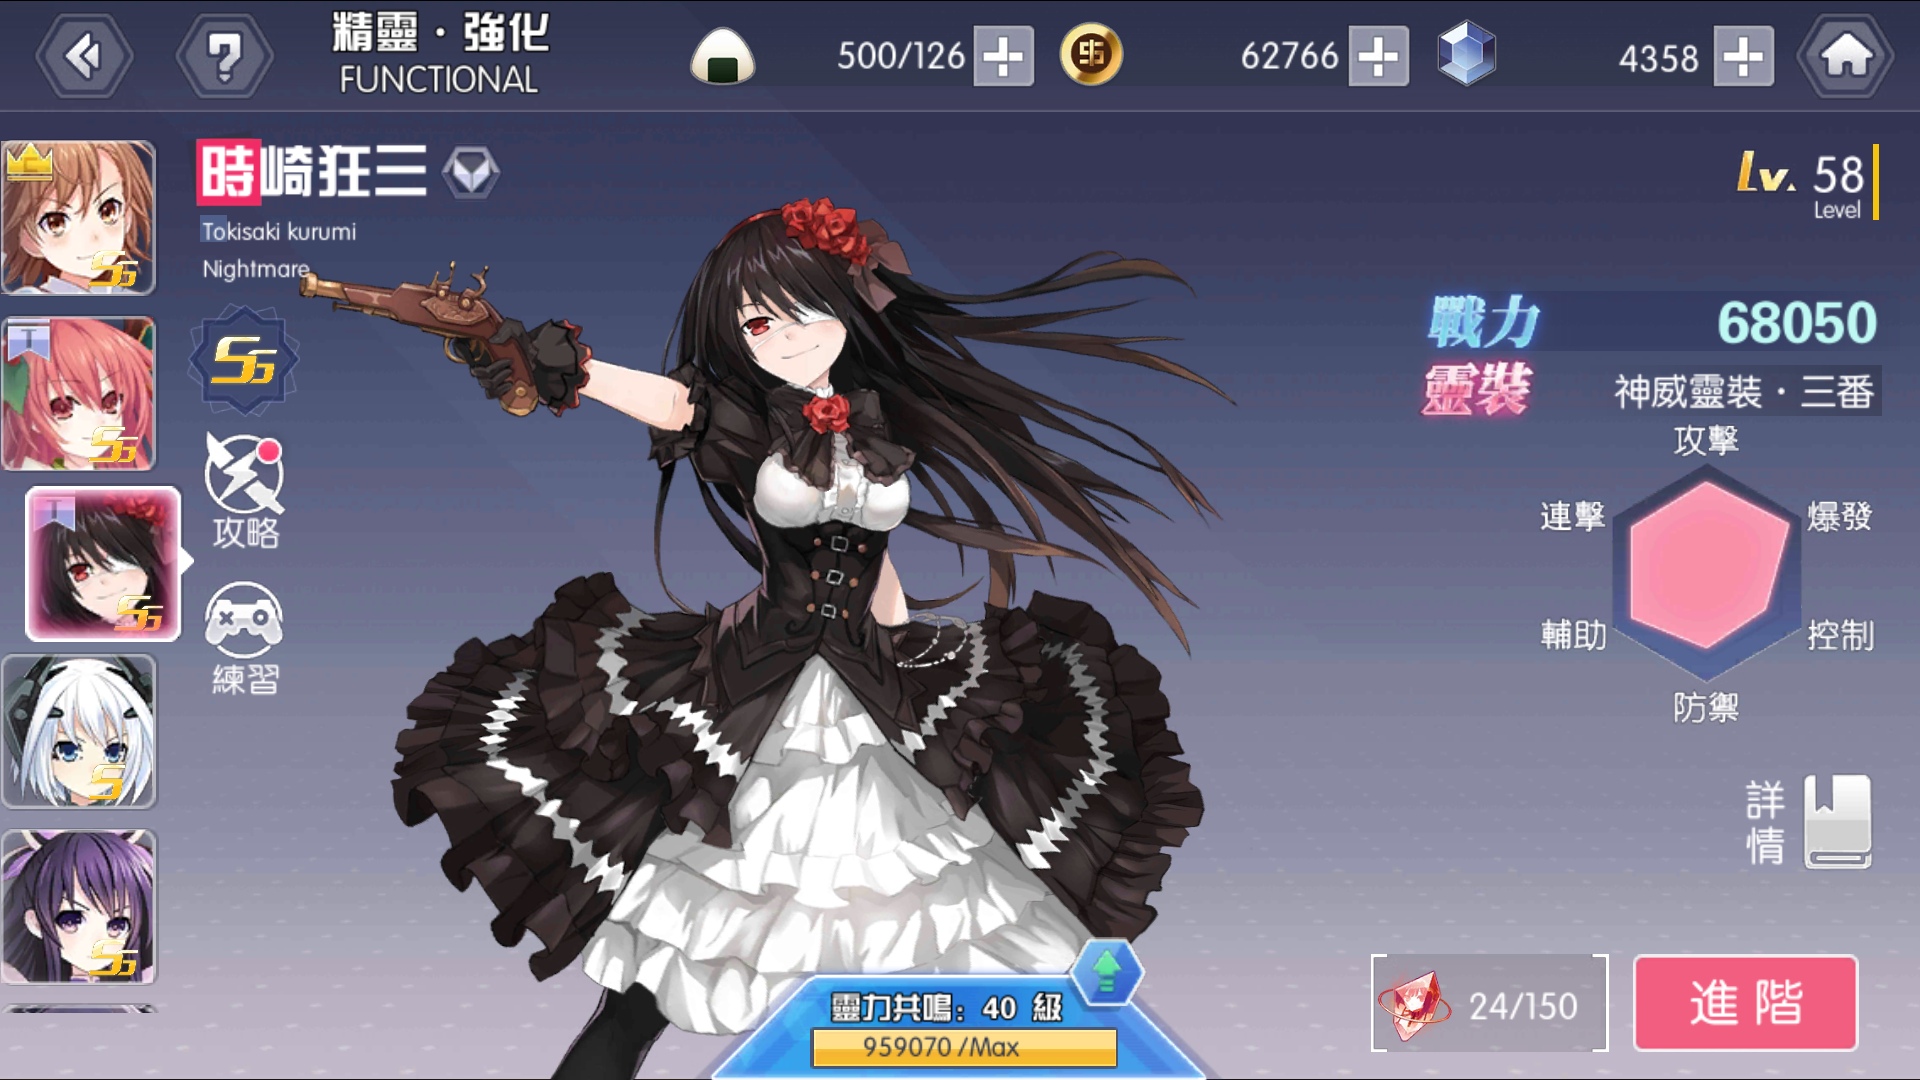 精靈·強化
FUNCTIONAL
500/126
62766
4358
時崎狂三
Tokisaki kurumi
Nightmare
Lv. 58
Level
戰力 68050
靈裝 神威靈裝·三番
攻擊
連擊
爆發
輔助
控制
防禦
攻略
練習
詳情
靈力共鳴: 40 級
959070 /Max
24/150
進階